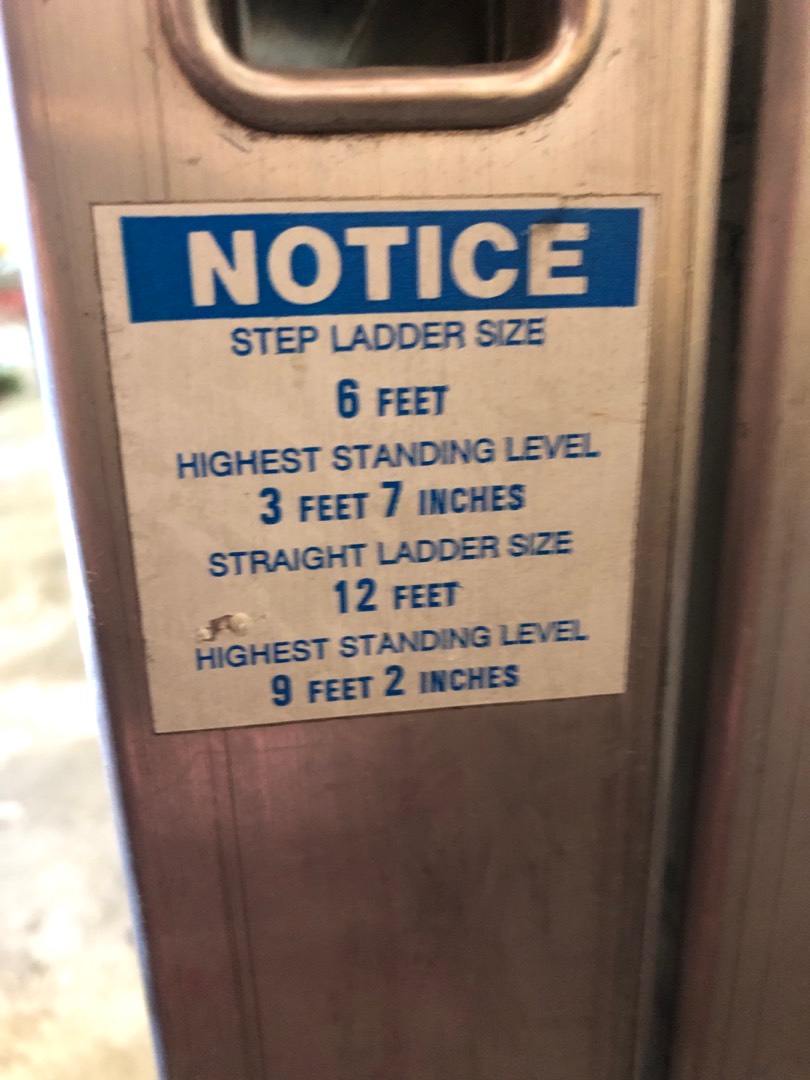 NOTICE
STEP LADDER SIZE
6 FEET
HIGHEST STANDING LEVEL
3 FEET 7 INCHES
STRAIGHT LADDER SIZE
12 FEET
HIGHEST STANDING LEVEL
9 FEET 2 INCHES